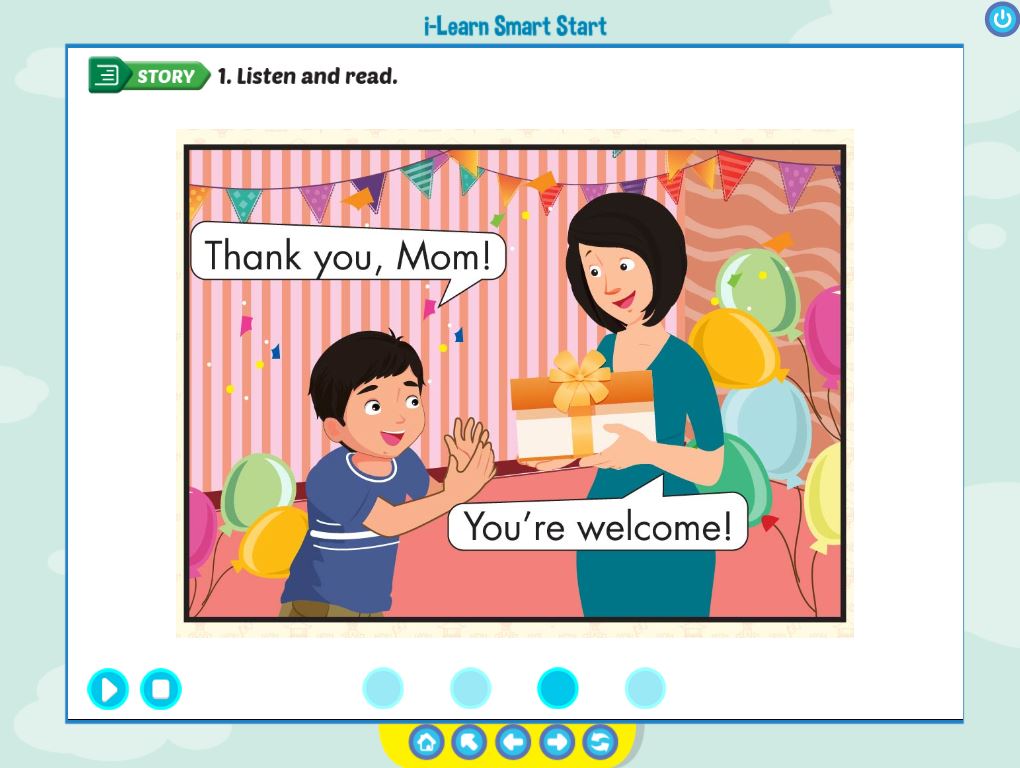 i-Learn Smart Start
STORY 1. Listen and read.
Thank you, Mom!
You're welcome!